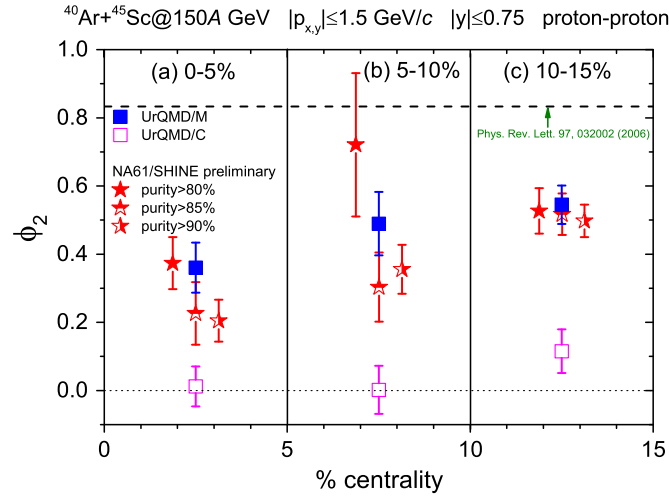 ⁴⁰Ar+⁴⁵Sc@150A GeV |pₓ,ᵧ|≤1.5 GeV/c |y|≤0.75 proton-proton
(a) 0-5% (b) 5-10% (c) 10-15%
UrQMD/M
UrQMD/C
Phys. Rev. Lett. 97, 032002 (2006)
NA61/SHINE preliminary
purity>80%
purity>85%
purity>90%
ϕ₂
1.0
0.8
0.6
0.4
0.2
0.0
0 5 10 15
% centrality